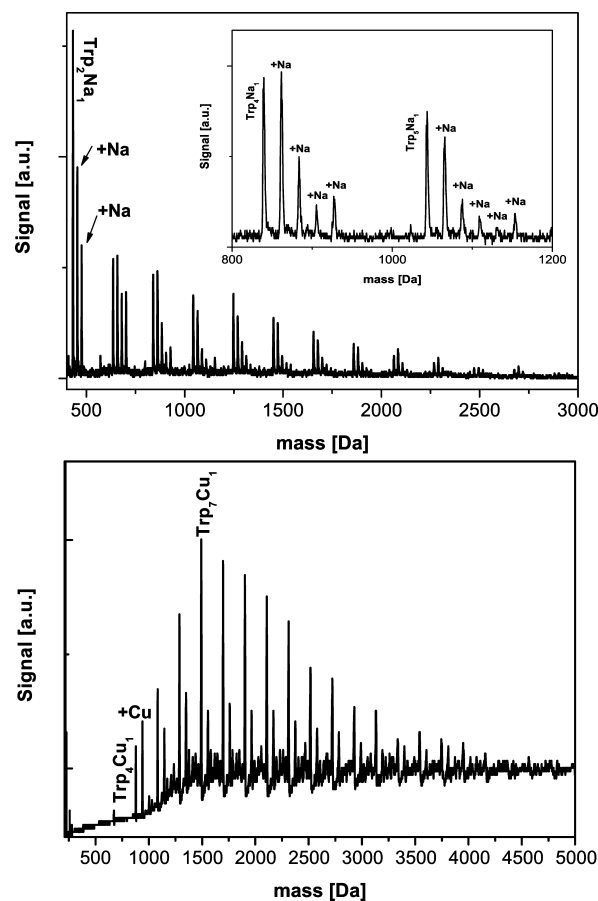 Signal [a.u.]
Trp2Na1
+Na
+Na
Signal [a.u.]
Trp4Na1
+Na
+Na
+Na
+Na
Trp5Na1
+Na
+Na
+Na
+Na
+Na
800
1000
1200
mass [Da]
500
1000
1500
2000
2500
3000
mass [Da]
Signal [a.u.]
Trp4Cu1
+Cu
Trp7Cu1
500
1000
1500
2000
2500
3000
3500
4000
4500
5000
mass [Da]